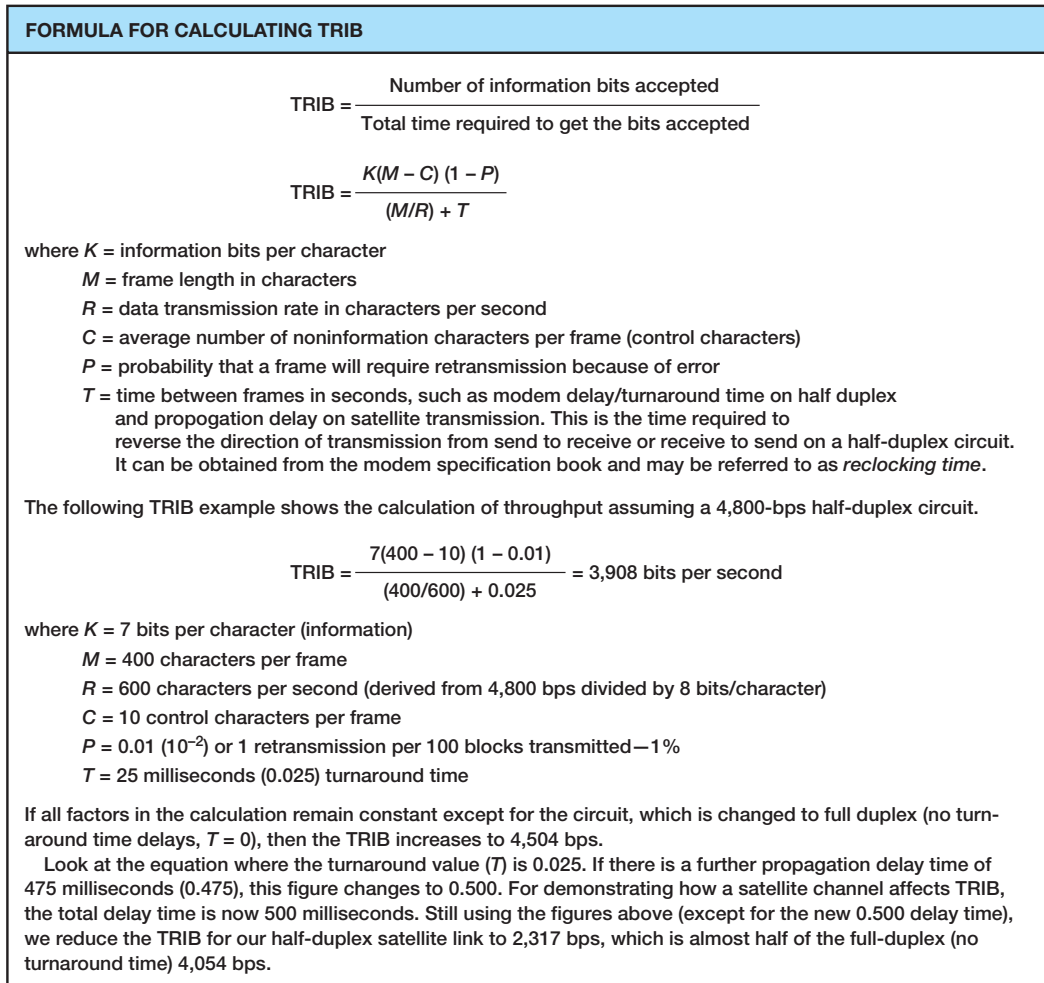 FORMULA FOR CALCULATING TRIB
TRIB = Number of information bits accepted / Total time required to get the bits accepted
TRIB = K(M – C) (1 – P) / (M/R) + T
where K = information bits per character
M = frame length in characters
R = data transmission rate in characters per second
C = average number of noninformation characters per frame (control characters)
P = probability that a frame will require retransmission because of error
T = time between frames in seconds, such as modem delay/turnaround time on half duplex
and propogation delay on satellite transmission. This is the time required to
reverse the direction of transmission from send to receive or receive to send on a half-duplex circuit.
It can be obtained from the modem specification book and may be referred to as reclocking time.
The following TRIB example shows the calculation of throughput assuming a 4,800-bps half-duplex circuit.
TRIB = 7(400 – 10) (1 – 0.01) / (400/600) + 0.025 = 3,908 bits per second
where K = 7 bits per character (information)
M = 400 characters per frame
R = 600 characters per second (derived from 4,800 bps divided by 8 bits/character)
C = 10 control characters per frame
P = 0.01 (10⁻²) or 1 retransmission per 100 blocks transmitted—1%
T = 25 milliseconds (0.025) turnaround time
If all factors in the calculation remain constant except for the circuit, which is changed to full duplex (no turn-
around time delays, T = 0), then the TRIB increases to 4,504 bps.
Look at the equation where the turnaround value (T) is 0.025. If there is a further propagation delay time of
475 milliseconds (0.475), this figure changes to 0.500. For demonstrating how a satellite channel affects TRIB,
the total delay time is now 500 milliseconds. Still using the figures above (except for the new 0.500 delay time),
we reduce the TRIB for our half-duplex satellite link to 2,317 bps, which is almost half of the full-duplex (no
turnaround time) 4,054 bps.